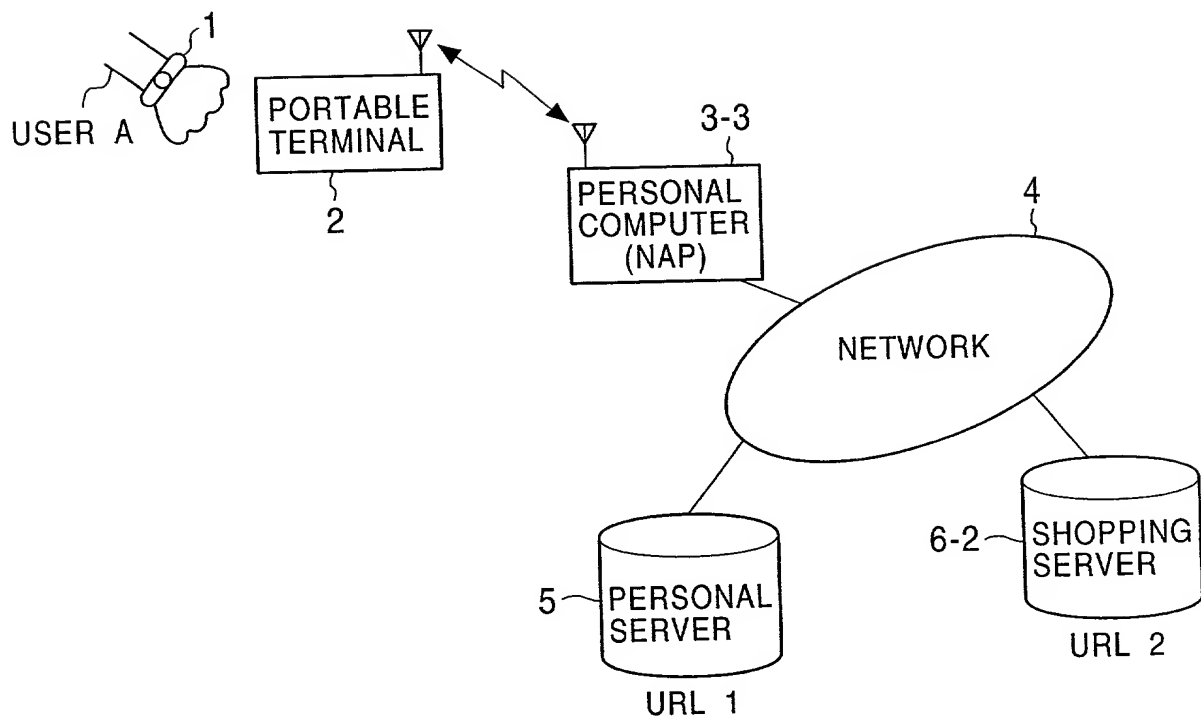 1
USER A
PORTABLE
TERMINAL
2
3-3
PERSONAL
COMPUTER
(NAP)
4
NETWORK
5
PERSONAL
SERVER
URL 1
6-2
SHOPPING
SERVER
URL 2